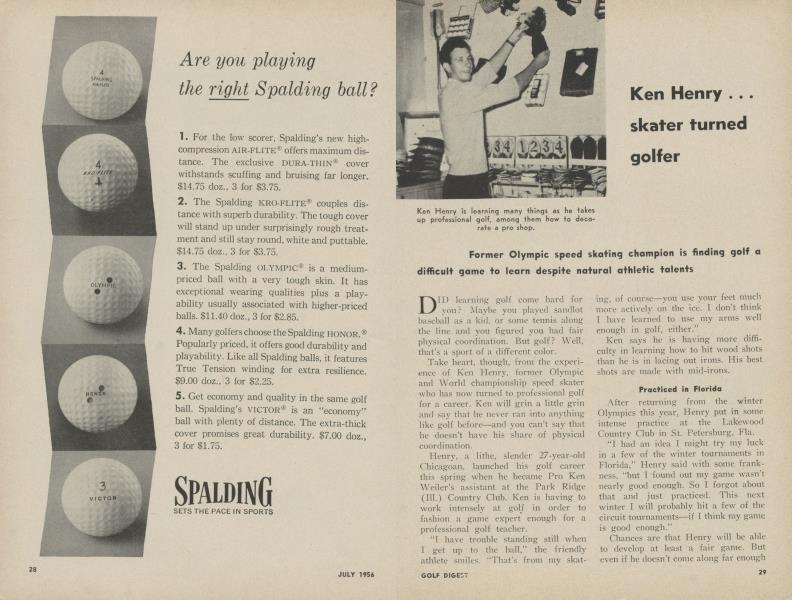 4
SPALDING
4
KRO-FLITE
OLYMPIC
HONOR
3
VICTOR
Are you playing
the right Spalding ball?
1. For the low scorer, Spalding's new high-
compression AIR-FLITE® offers maximum dis-
tance. The exclusive DURA-THIN® cover
withstands scuffing and bruising far longer.
$14.75 doz., 3 for $3.75.
2. The Spalding KRO-FLITE® couples dis-
tance with superb durability. The tough cover
will stand up under surprisingly rough treat-
ment and still stay round, white and puttable.
$14.75 doz., 3 for $3.75.
3. The Spalding OLYMPIC® is a medium-
priced ball with a very tough skin. It has
exceptional wearing qualities plus a play-
ability usually associated with higher-priced
balls. $11.40 doz., 3 for $2.85.
4. Many golfers choose the Spalding HONOR.®
Popularly priced, it offers good durability and
playability. Like all Spalding balls, it features
True Tension winding for extra resilience.
$9.00 doz., 3 for $2.25.
5. Get economy and quality in the same golf
ball. Spalding's VICTOR® is an "economy"
ball with plenty of distance. The extra-thick
cover promises great durability. $7.00 doz.,
3 for $1.75.
SPALDING
SETS THE PACE IN SPORTS
28
JULY 1956
1 2 3 4
Ken Henry is learning many things as he takes
up professional golf, among them how to deco-
rate a pro shop.
Ken Henry . . .
skater turned
golfer
Former Olympic speed skating champion is finding golf a
difficult game to learn despite natural athletic talents
DID learning golf come hard for
you? Maybe you played sandlot
baseball as a kid, or some tennis along
the line and you figured you had fair
physical coordination. But golf? Well,
that's a sport of a different color.
Take heart, though, from the experi-
ence of Ken Henry, former Olympic
and World championship speed skater
who has now turned to professional golf
for a career. Ken will grin a little grin
and say that he never ran into anything
like golf before—and you can't say that
he doesn't have his share of physical
coordination.
Henry, a lithe, slender 27-year-old
Chicagoan, launched his golf career
this spring when he became Pro Ken
Weiler's assistant at the Park Ridge
(Ill.) Country Club. Ken is having to
work intensely at golf in order to
fashion a game expert enough for a
professional golf teacher.
"I have trouble standing still when
I get up to the ball," the friendly
athlete smiles. "That's from my skat-
ing, of course—you use your feet much
more actively on the ice. I don't think
I have learned to use my arms well
enough in golf, either."
Ken says he is having more diffi-
culty in learning how to hit wood shots
than he is in lacing out irons. His best
shots are made with mid-irons.
Practiced in Florida
After returning from the winter
Olympics this year, Henry put in some
intense practice at the Lakewood
Country Club in St. Petersburg, Fla.
"I had an idea I might try my luck
in a few of the winter tournaments in
Florida," Henry said with some frank-
ness, "but I found out my game wasn't
nearly good enough. So I forgot about
that and just practiced. This next
winter I will probably hit a few of the
circuit tournaments—if I think my game
is good enough."
Chances are that Henry will be able
to develop at least a fair game. But
even if he doesn't come along far enough
GOLF DIGEST
29